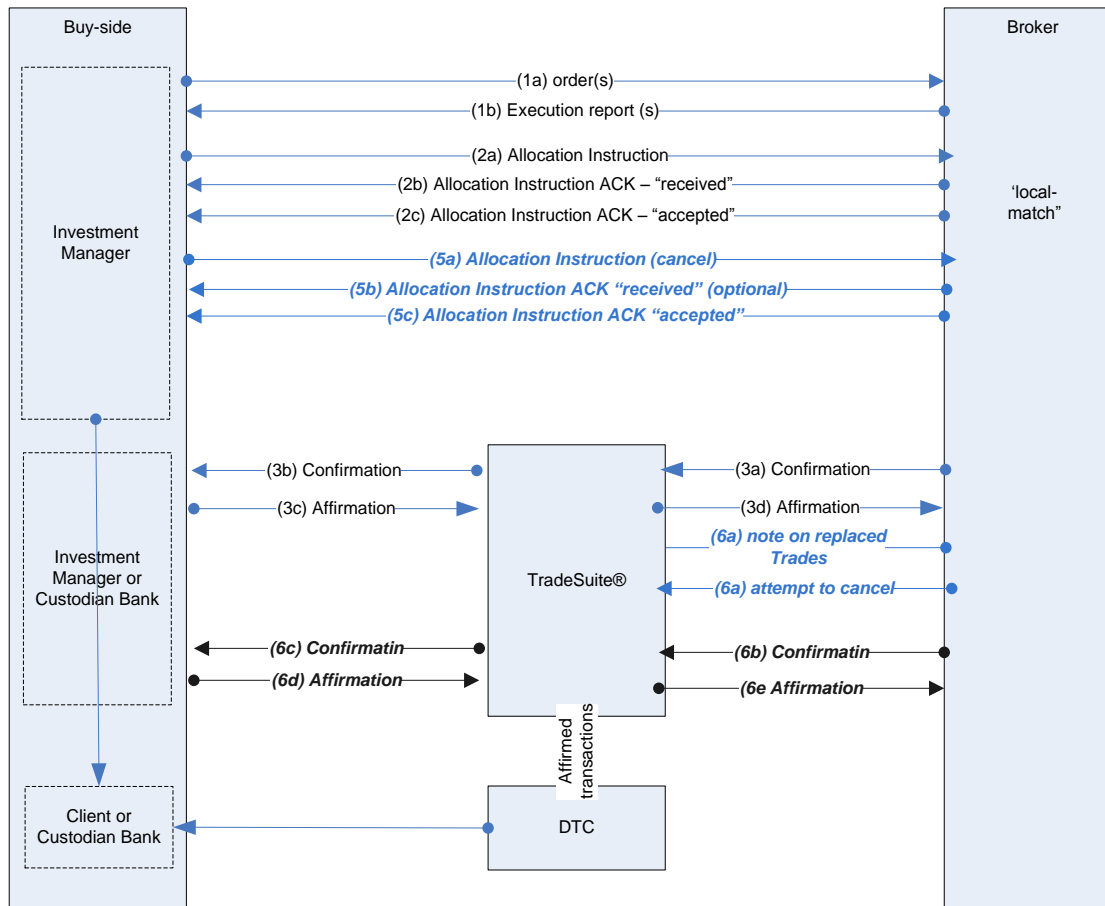 Buy-side
Broker
(1a) order(s)
(1b) Execution report (s)
(2a) Allocation Instruction
(2b) Allocation Instruction ACK – “received”
(2c) Allocation Instruction ACK – “accepted”
‘local-
match”
Investment
Manager
(5a) Allocation Instruction (cancel)
(5b) Allocation Instruction ACK “received” (optional)
(5c) Allocation Instruction ACK “accepted”
(3b) Confirmation
(3a) Confirmation
(3c) Affirmation
(3d) Affirmation
(6a) note on replaced
Trades
Investment
Manager or
Custodian Bank
TradeSuite®
(6a) attempt to cancel
(6c) Confirmatin
(6b) Confirmatin
(6d) Affirmation
(6e Affirmation
Affirmed
transactions
Client or
Custodian Bank
DTC